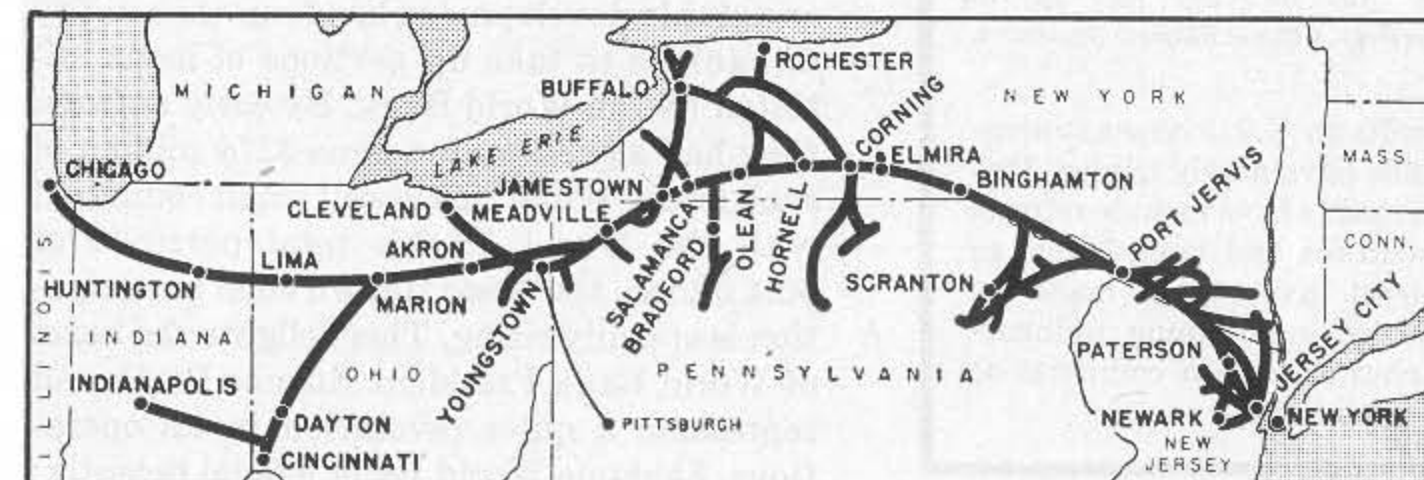 MICHIGAN
ROCHESTER
BUFFALO
NEW YORK
CORNING
LAKE ERIE
ELMIRA
MASS.
CHICAGO
JAMESTOWN
BINGHAMTON
PORT JERVIS
CLEVELAND
MEADVILLE
CONN.
AKRON
SALAMANCA
BRADFORD
OLEAN
HORNELL
LIMA
SCRANTON
HUNTINGTON
MARION
YOUNGSTOWN
JERSEY CITY
ILLINOIS
INDIANA
PATERSON
OHIO
PENNSYLVANIA
INDIANAPOLIS
DAYTON
PITTSBURGH
NEWARK
NEW YORK
NEW
JERSEY
CINCINNATI